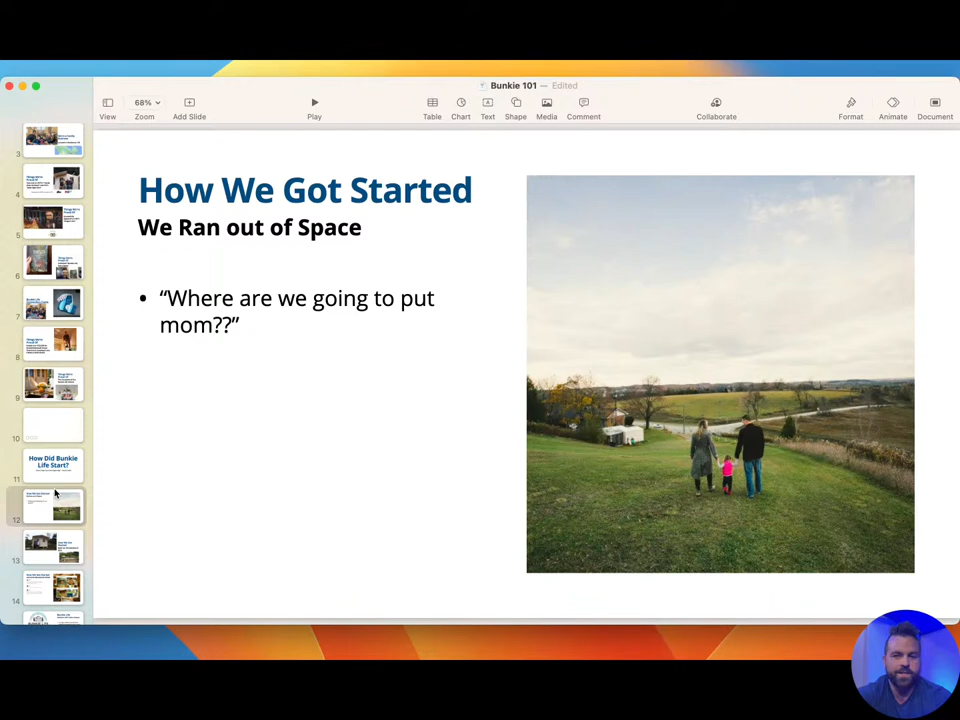 Bunkie 101 — Edited
68%
View
Zoom
Add Slide
Play
Table
Chart
Text
Shape
Media
Comment
Collaborate
Format
Animate
Document
3
4
5
6
7
8
9
10
11
12
13
14
How Did Bunkie
Life Start?
How We Got Started
We Ran out of Space
• “Where are we going to put
mom??”